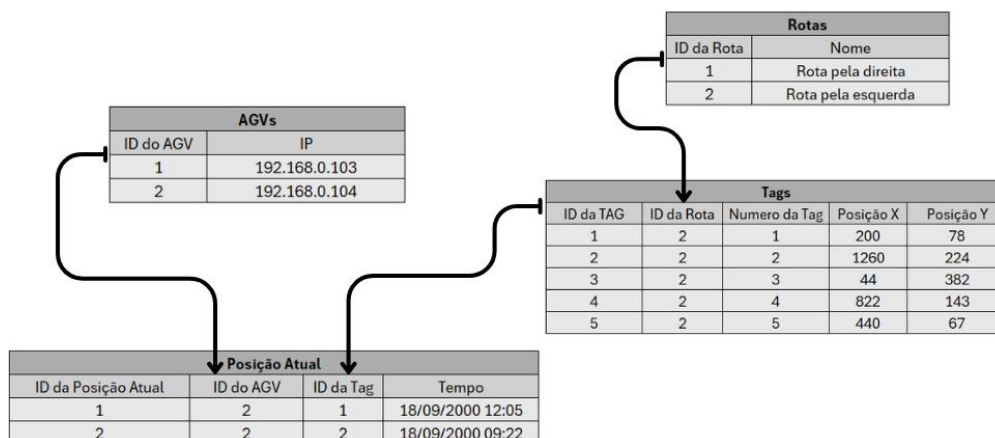 Rotas
ID da Rota Nome
1 Rota pela direita
2 Rota pela esquerda
AGVs
ID do AGV IP
1 192.168.0.103
2 192.168.0.104
Tags
ID da TAG ID da Rota Numero da Tag Posição X Posição Y
1 2 1 200 78
2 2 2 1260 224
3 2 3 44 382
4 2 4 822 143
5 2 5 440 67
Posição Atual
ID da Posição Atual ID do AGV ID da Tag Tempo
1 2 1 18/09/2000 12:05
2 2 2 18/09/2000 09:22